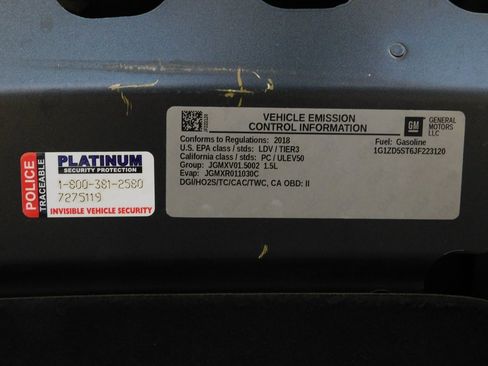 POLICE
TRACEABLE
PLATINUM
SECURITY PROTECTION
1-800-381-2580
7275119
INVISIBLE VEHICLE SECURITY
VEHICLE EMISSION
CONTROL INFORMATION
GM
GENERAL
MOTORS
LLC
Conforms to Regulations: 2018
Fuel: Gasoline
U.S. EPA class / stds: LDV / TIER3
1G1ZD5ST6JF223120
California class / stds: PC / ULEV50
Group: JGMXV01.5002 1.5L
Evap: JGMXR011030C
DGI/HO2S/TC/CAC/TWC, CA OBD: II